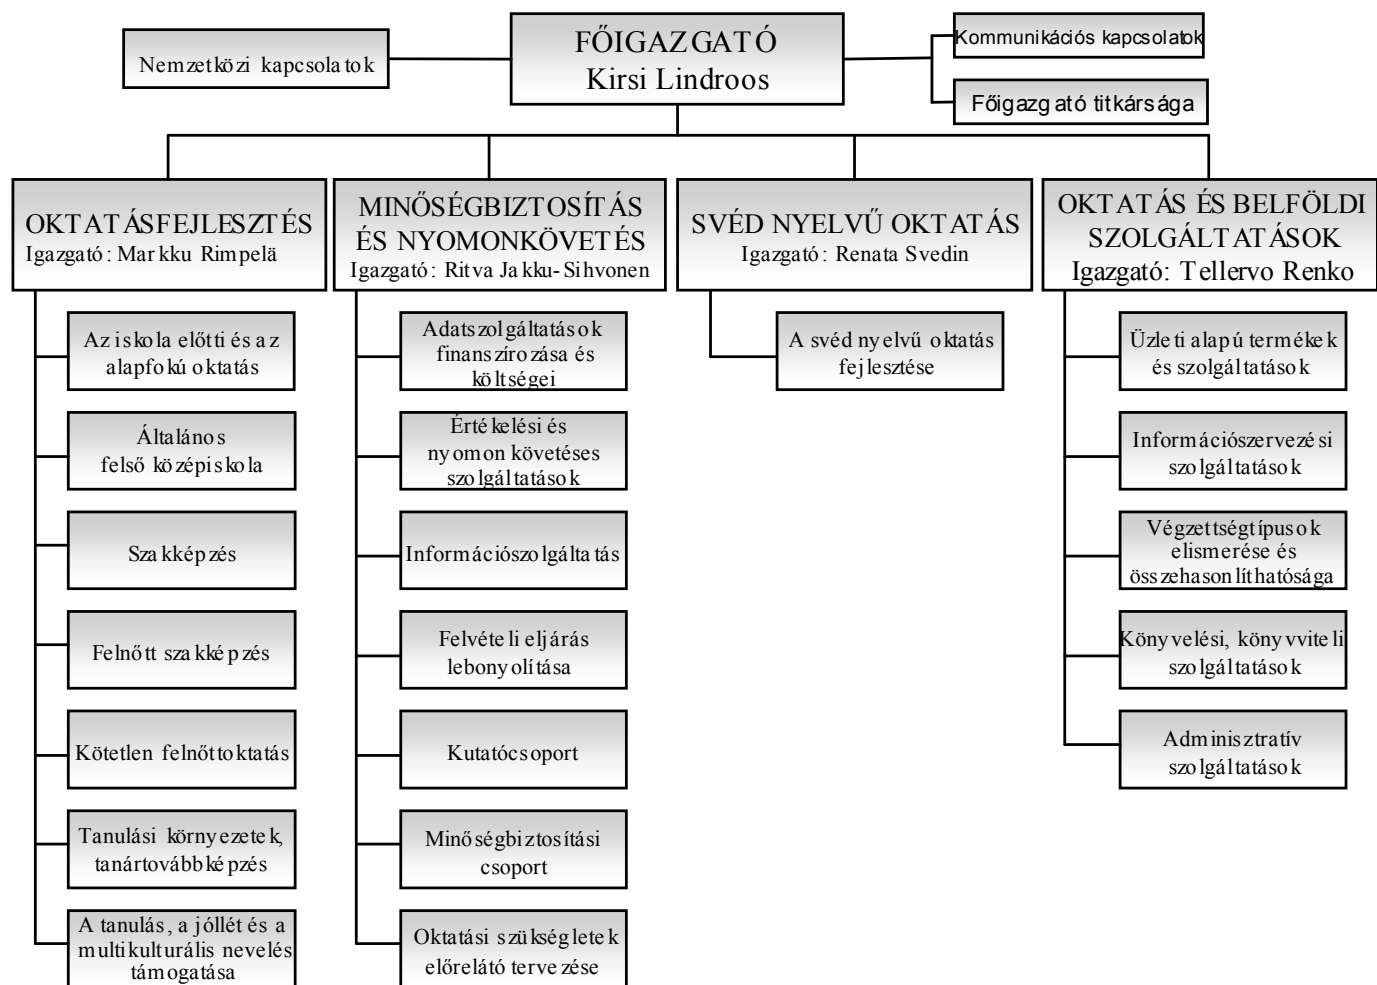 FŐIGAZGATÓ
Kirsi Lindroos
Nemzetközi kapcsolatok
Kommunikációs kapcsolatok
Főigazgató titkársága
OKTATÁSFEJLESZTÉS
Igazgató: Markku Rimpelä
Az iskola előtti és az
alapfokú oktatás
Általános
felső középiskola
Szakképzés
Felnőtt szakképzés
Kötetlen felnőttoktatás
Tanulási környezetek,
tanártovábbképzés
A tanulás, a jóllét és a
multikulturális nevelés
támogatása
MINŐSÉGBIZTOSÍTÁS
ÉS NYOMONKÖVETÉS
Igazgató: Ritva Jakku-Sihvonen
Adatszolgáltatások
finanszírozása és
költségei
Értékelési és
nyomon követéses
szolgáltatások
Információszolgáltatás
Felvételi eljárás
lebonyolítása
Kutatócsoport
Minőségbiztosítási
csoport
Oktatási szükségletek
előrelátó tervezése
SVÉD NYELVŰ OKTATÁS
Igazgató: Renata Svedin
A svéd nyelvű oktatás
fejlesztése
OKTATÁS ÉS BELFÖLDI
SZOLGÁLTATÁSOK
Igazgató: Tellervo Renko
Üzleti alapú termékek
és szolgáltatások
Információszervezési
szolgáltatások
Végzettségtípusok
elismerése és
összehasonlíthatósága
Könyvelési, könyvviteli
szolgáltatások
Adminisztratív
szolgáltatások